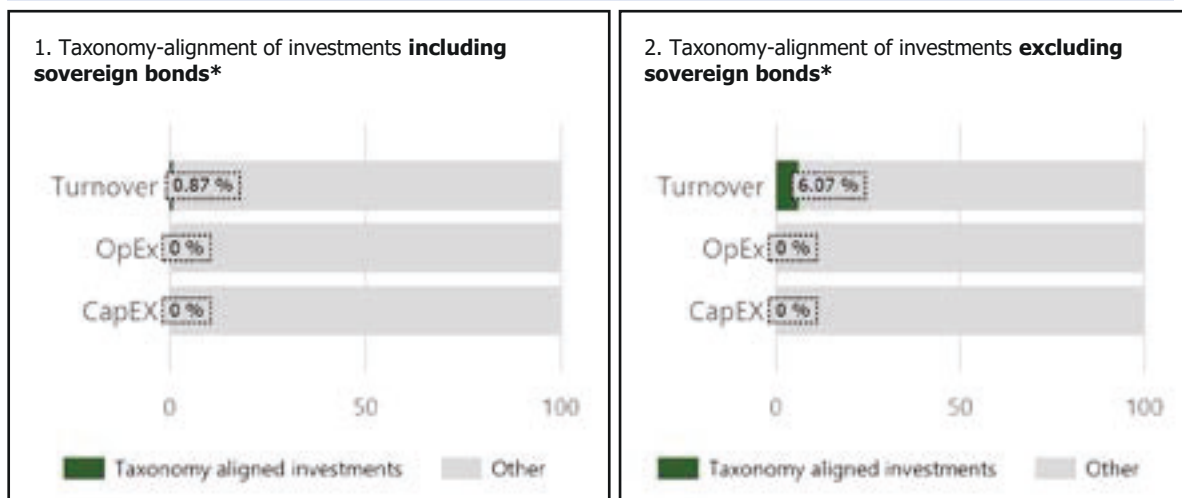 1. Taxonomy-alignment of investments including
sovereign bonds*
Turnover 0.87 %
OpEx 0 %
CapEX 0 %
0 50 100
Taxonomy aligned investments Other
2. Taxonomy-alignment of investments excluding
sovereign bonds*
Turnover 6.07 %
OpEx 0 %
CapEX 0 %
0 50 100
Taxonomy aligned investments Other